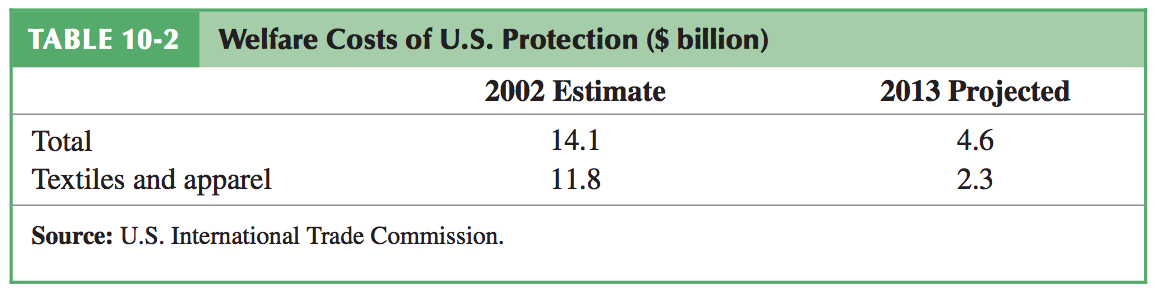 TABLE 10-2 Welfare Costs of U.S. Protection ($ billion)
2002 Estimate 2013 Projected
Total 14.1 4.6
Textiles and apparel 11.8 2.3
Source: U.S. International Trade Commission.